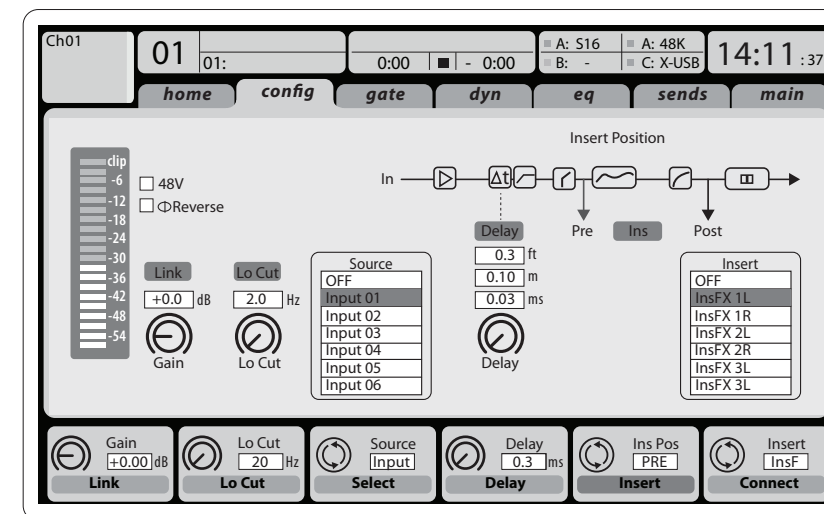 Ch01
01
01:
0:00 - 0:00
A: S16
B: -
A: 48K
C: X-USB
14:11 :37
home config gate dyn eq sends main
Insert Position
In
Δt
Pre Ins Post
clip
-6
-12
-18
-24
-30
-36
-42
-48
-54
48V
ΦReverse
Link
+0.0 dB
Gain
Lo Cut
2.0 Hz
Lo Cut
Source
OFF
Input 01
Input 02
Input 03
Input 04
Input 05
Input 06
Delay
0.3 ft
0.10 m
0.03 ms
Delay
Insert
OFF
InsFX 1L
InsFX 1R
InsFX 2L
InsFX 2R
InsFX 3L
InsFX 3L
Gain
+0.00 dB
Link
Lo Cut
20 Hz
Lo Cut
Source
Input
Select
Delay
0.3 ms
Delay
Ins Pos
PRE
Insert
Insert
InsF
Connect